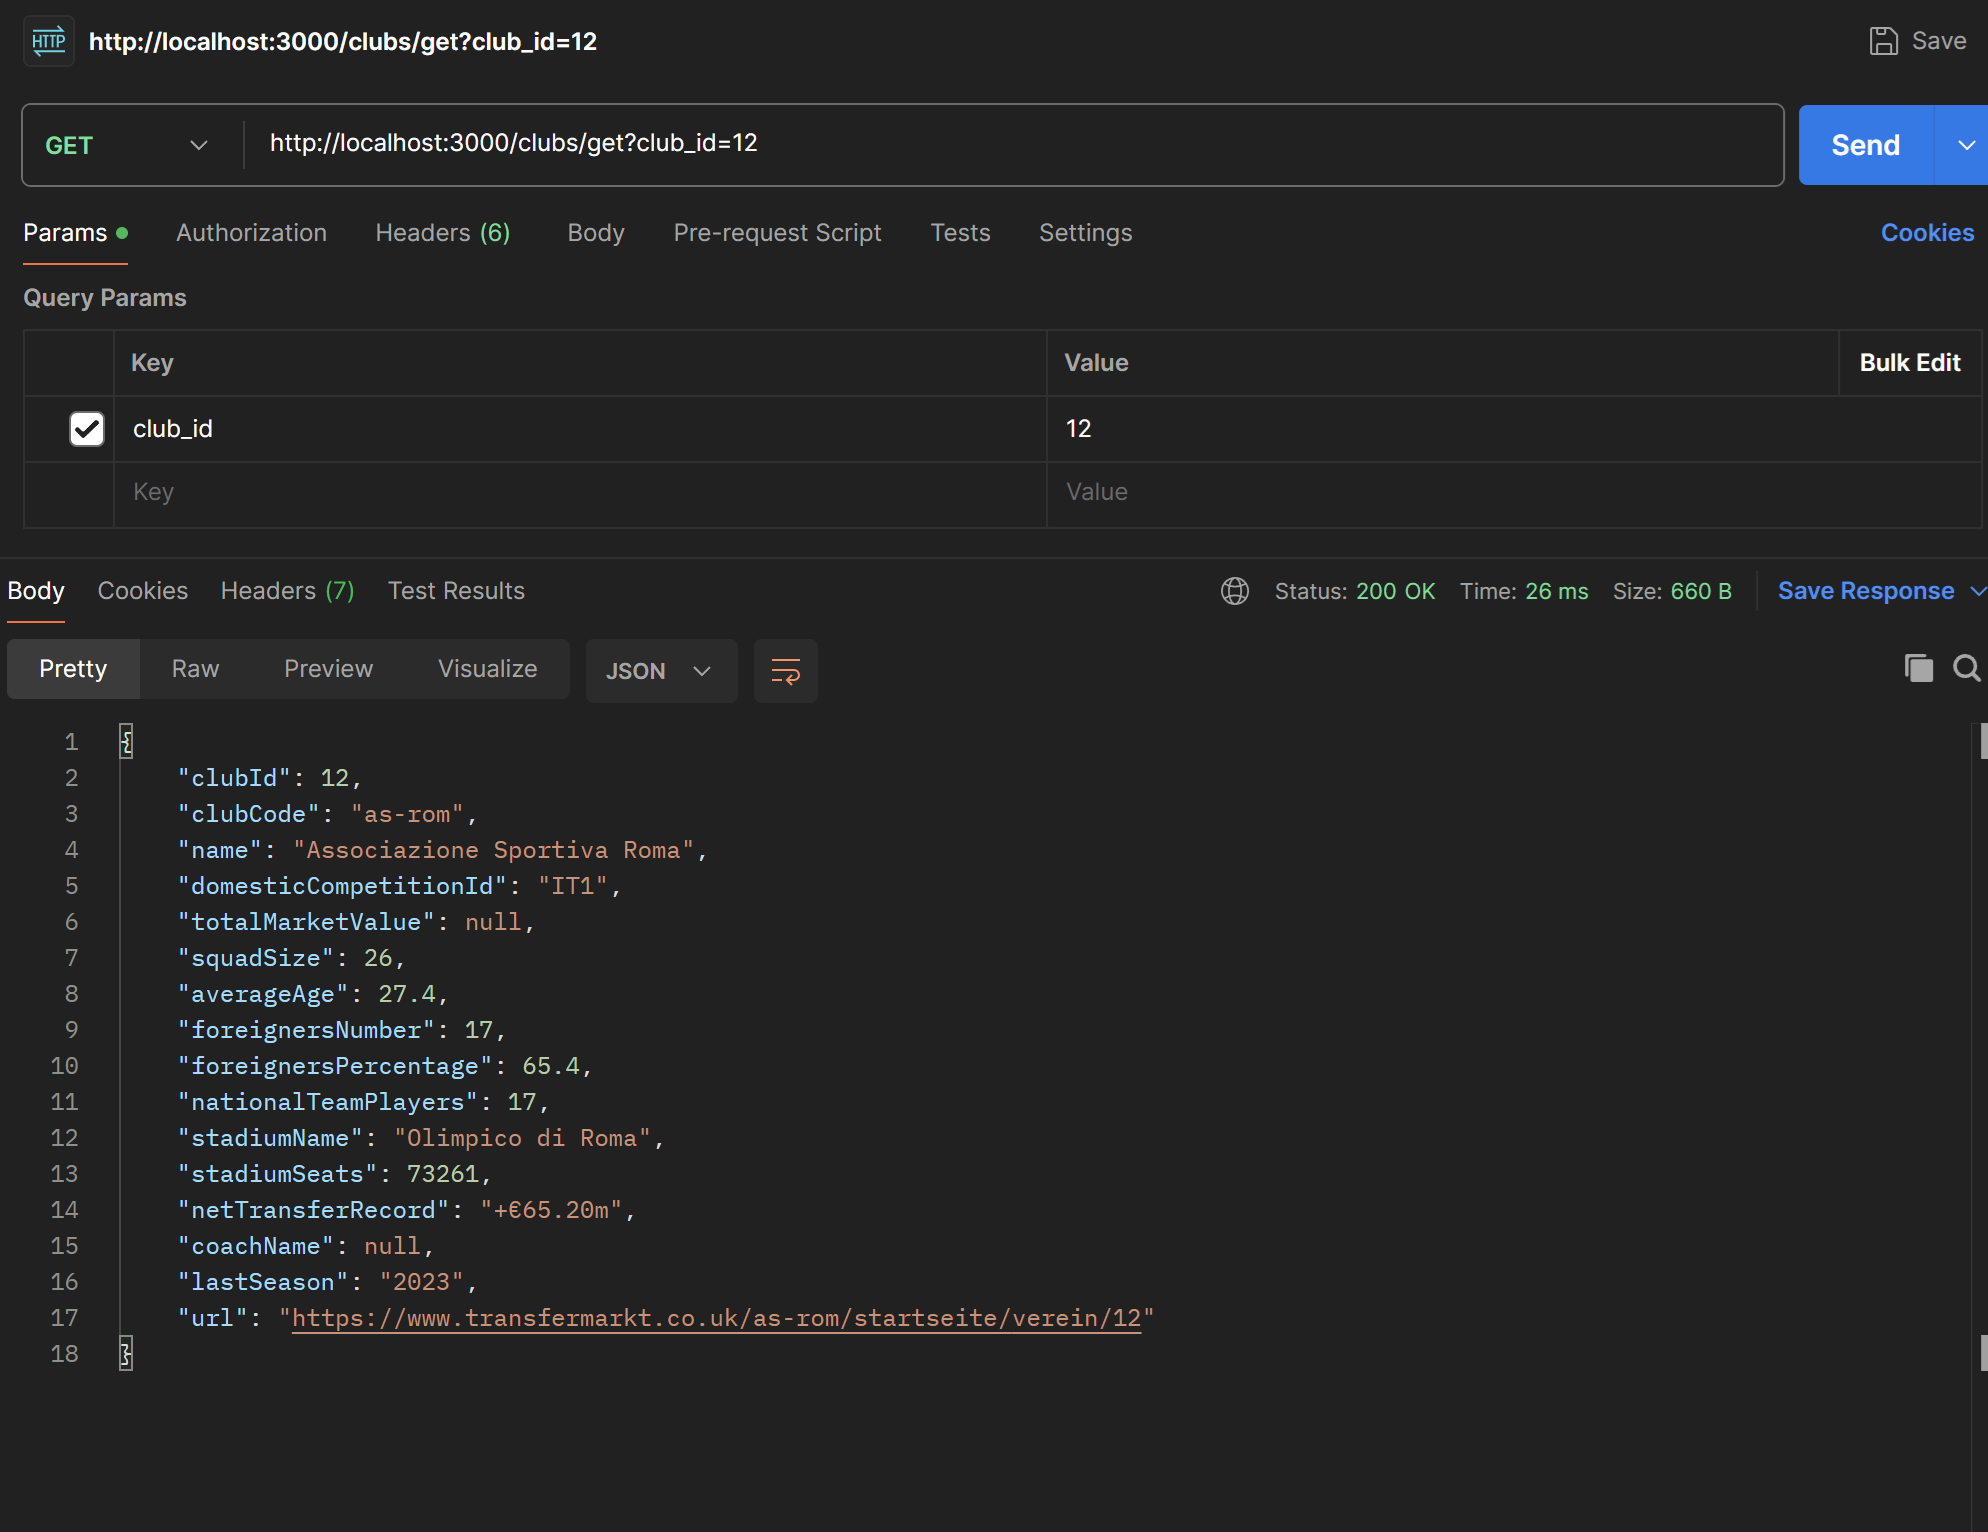 HTTP http://localhost:3000/clubs/get?club_id=12 Save
GET http://localhost:3000/clubs/get?club_id=12 Send
Params Authorization Headers (6) Body Pre-request Script Tests Settings Cookies
Query Params
Key Value Bulk Edit
club_id 12
Key Value
Body Cookies Headers (7) Test Results Status: 200 OK Time: 26 ms Size: 660 B Save Response
Pretty Raw Preview Visualize JSON
1 {
2 "clubId": 12,
3 "clubCode": "as-rom",
4 "name": "Associazione Sportiva Roma",
5 "domesticCompetitionId": "IT1",
6 "totalMarketValue": null,
7 "squadSize": 26,
8 "averageAge": 27.4,
9 "foreignersNumber": 17,
10 "foreignersPercentage": 65.4,
11 "nationalTeamPlayers": 17,
12 "stadiumName": "Olimpico di Roma",
13 "stadiumSeats": 73261,
14 "netTransferRecord": "+€65.20m",
15 "coachName": null,
16 "lastSeason": "2023",
17 "url": "https://www.transfermarkt.co.uk/as-rom/startseite/verein/12"
18 }